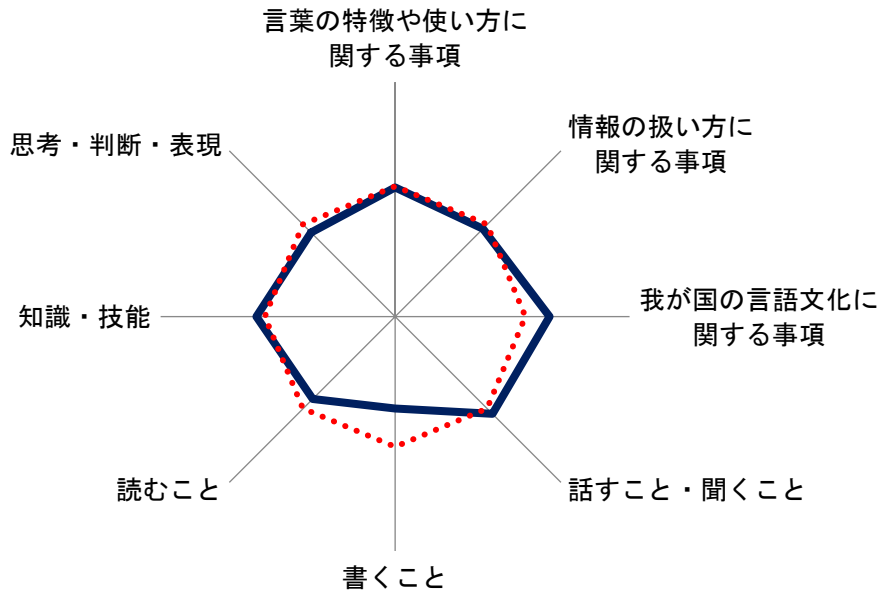 言葉の特徴や使い方に
関する事項
情報の扱い方に
関する事項
我が国の言語文化に
関する事項
話すこと・聞くこと
書くこと
読むこと
知識・技能
思考・判断・表現